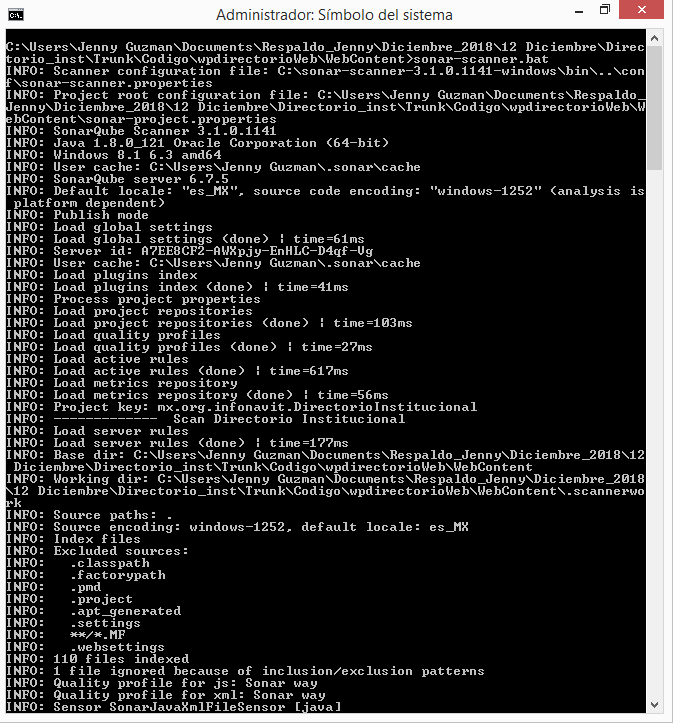 Administrador: Símbolo del sistema
C:\Users\Jenny Guzman\Documents\Respaldo_Jenny\Diciembre_2018\12 Diciembre\Direc
torio_inst\Trunk\Codigo\wpdirectorioWeb\WebContent>sonar-scanner.bat
INFO: Scanner configuration file: C:\sonar-scanner-3.1.0.1141-windows\bin\..\con
f\sonar-scanner.properties
INFO: Project root configuration file: C:\Users\Jenny Guzman\Documents\Respaldo_
Jenny\Diciembre_2018\12 Diciembre\Directorio_inst\Trunk\Codigo\wpdirectorioWeb\W
ebContent\sonar-project.properties
INFO: SonarQube Scanner 3.1.0.1141
INFO: Java 1.8.0_121 Oracle Corporation (64-bit)
INFO: Windows 8.1 6.3 amd64
INFO: User cache: C:\Users\Jenny Guzman\.sonar\cache
INFO: SonarQube server 6.7.5
INFO: Default locale: "es_MX", source code encoding: "windows-1252" (analysis is
 platform dependent)
INFO: Publish mode
INFO: Load global settings
INFO: Load global settings (done) | time=61ms
INFO: Server id: A7EE8CF2-AWXpjy-EnHLC-D4qf-Vg
INFO: User cache: C:\Users\Jenny Guzman\.sonar\cache
INFO: Load plugins index
INFO: Load plugins index (done) | time=41ms
INFO: Process project properties
INFO: Load project repositories
INFO: Load project repositories (done) | time=103ms
INFO: Load quality profiles
INFO: Load quality profiles (done) | time=27ms
INFO: Load active rules
INFO: Load active rules (done) | time=617ms
INFO: Load metrics repository
INFO: Load metrics repository (done) | time=56ms
INFO: Project key: mx.org.infonavit.DirectorioInstitucional
INFO: -------------  Scan Directorio Institucional
INFO: Load server rules
INFO: Load server rules (done) | time=177ms
INFO: Base dir: C:\Users\Jenny Guzman\Documents\Respaldo_Jenny\Diciembre_2018\12
 Diciembre\Directorio_inst\Trunk\Codigo\wpdirectorioWeb\WebContent
INFO: Working dir: C:\Users\Jenny Guzman\Documents\Respaldo_Jenny\Diciembre_2018
\12 Diciembre\Directorio_inst\Trunk\Codigo\wpdirectorioWeb\WebContent\.scannerwo
rk
INFO: Source paths: .
INFO: Source encoding: windows-1252, default locale: es_MX
INFO: Index files
INFO: Excluded sources:
INFO:   .classpath
INFO:   .factorypath
INFO:   .pmd
INFO:   .project
INFO:   .apt_generated
INFO:   .settings
INFO:   **/*.MF
INFO:   .websettings
INFO: 110 files indexed
INFO: 1 file ignored because of inclusion/exclusion patterns
INFO: Quality profile for js: Sonar way
INFO: Quality profile for xml: Sonar way
INFO: Sensor SonarJavaXmlFileSensor [java]